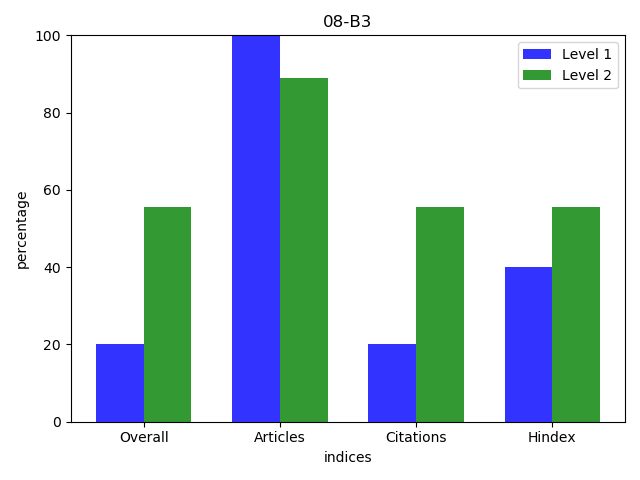 08-B3
Level 1
Level 2
percentage
100
80
60
40
20
0
Overall
Articles
Citations
Hindex
indices